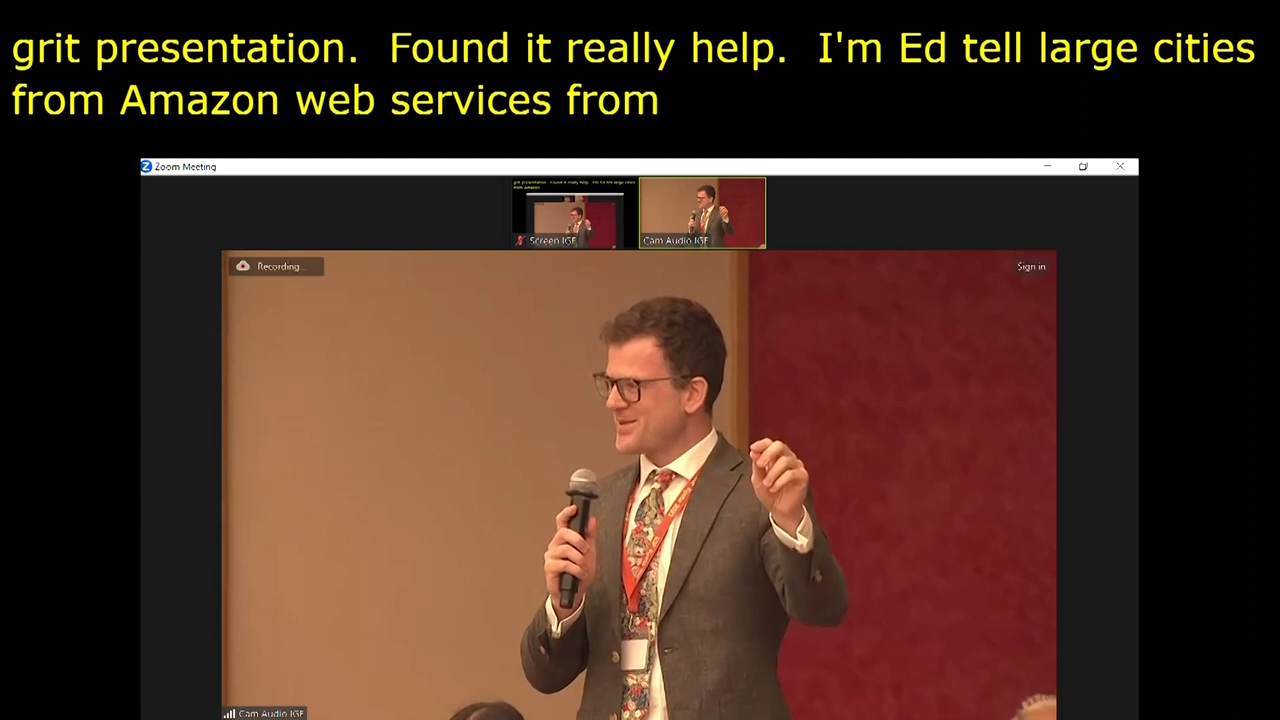 grit presentation.  Found it really help.  I'm Ed tell large cities
from Amazon web services from
Zoom Meeting
Screen IGF
Cam Audio IGF
Recording...
Sign in
Cam Audio IGF